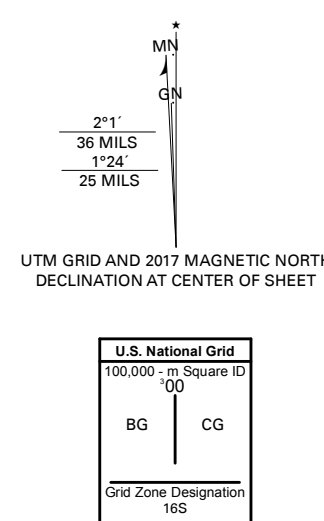 ★
MN
GN
2°1´
36 MILS
1°24´
25 MILS
UTM GRID AND 2017 MAGNETIC NORTH
DECLINATION AT CENTER OF SHEET
U.S. National Grid
100,000 - m Square ID
³00
BG CG
Grid Zone Designation
16S